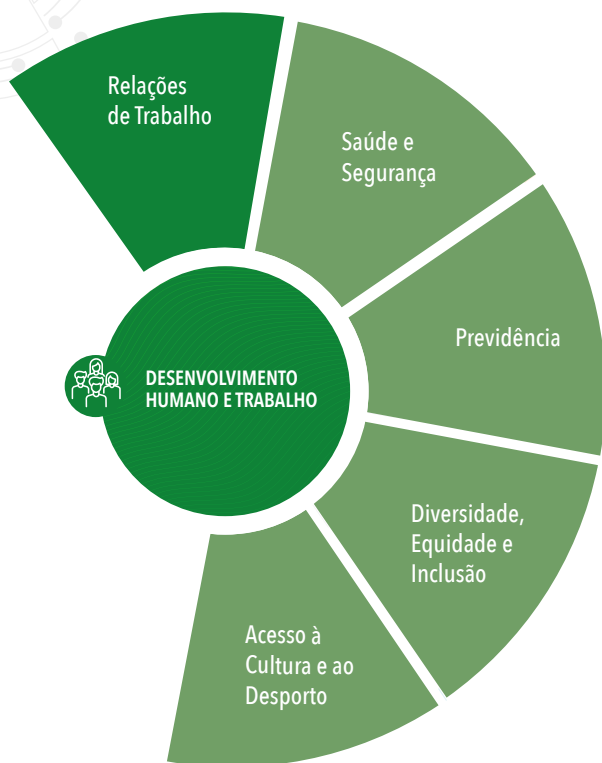 Relações
de Trabalho
Saúde e
Segurança
Previdência
DESENVOLVIMENTO
HUMANO E TRABALHO
Diversidade,
Equidade e
Inclusão
Acesso à
Cultura e ao
Desporto